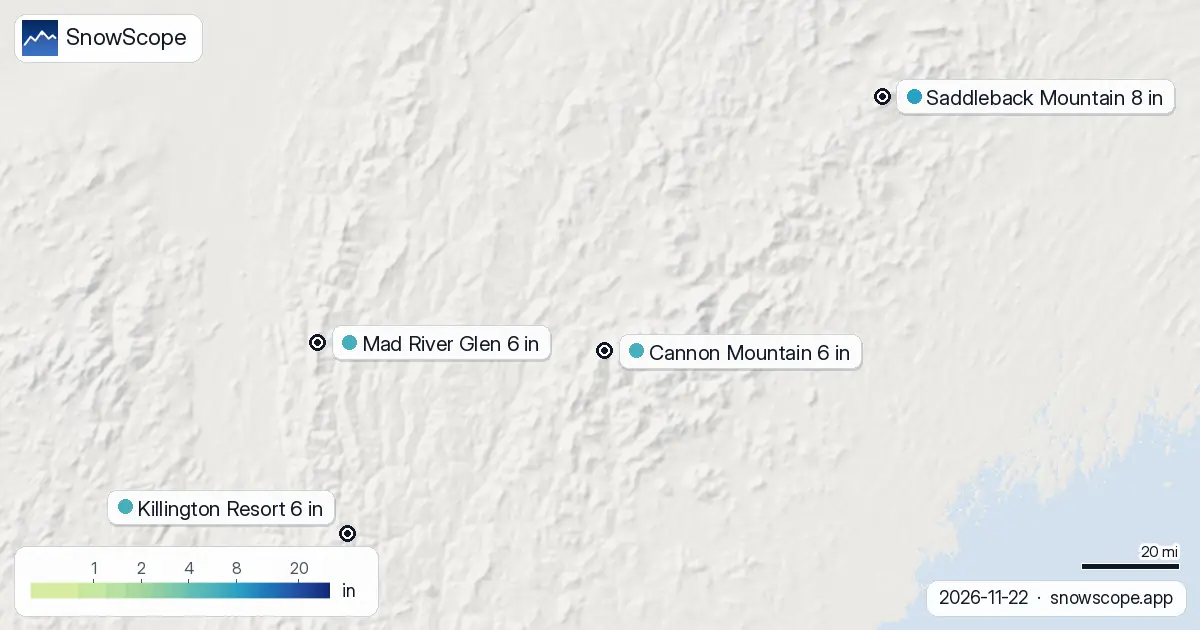 SnowScope
Saddleback Mountain 8 in
Mad River Glen 6 in
Cannon Mountain 6 in
Killington Resort 6 in
1 2 4 8 20
in
20 mi
2026-11-22 · snowscope.app